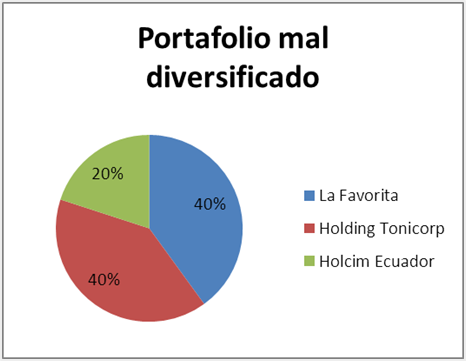 Portafolio mal
diversificado
20%
40%
40%
La Favorita
Holding Tonicorp
Holcim Ecuador